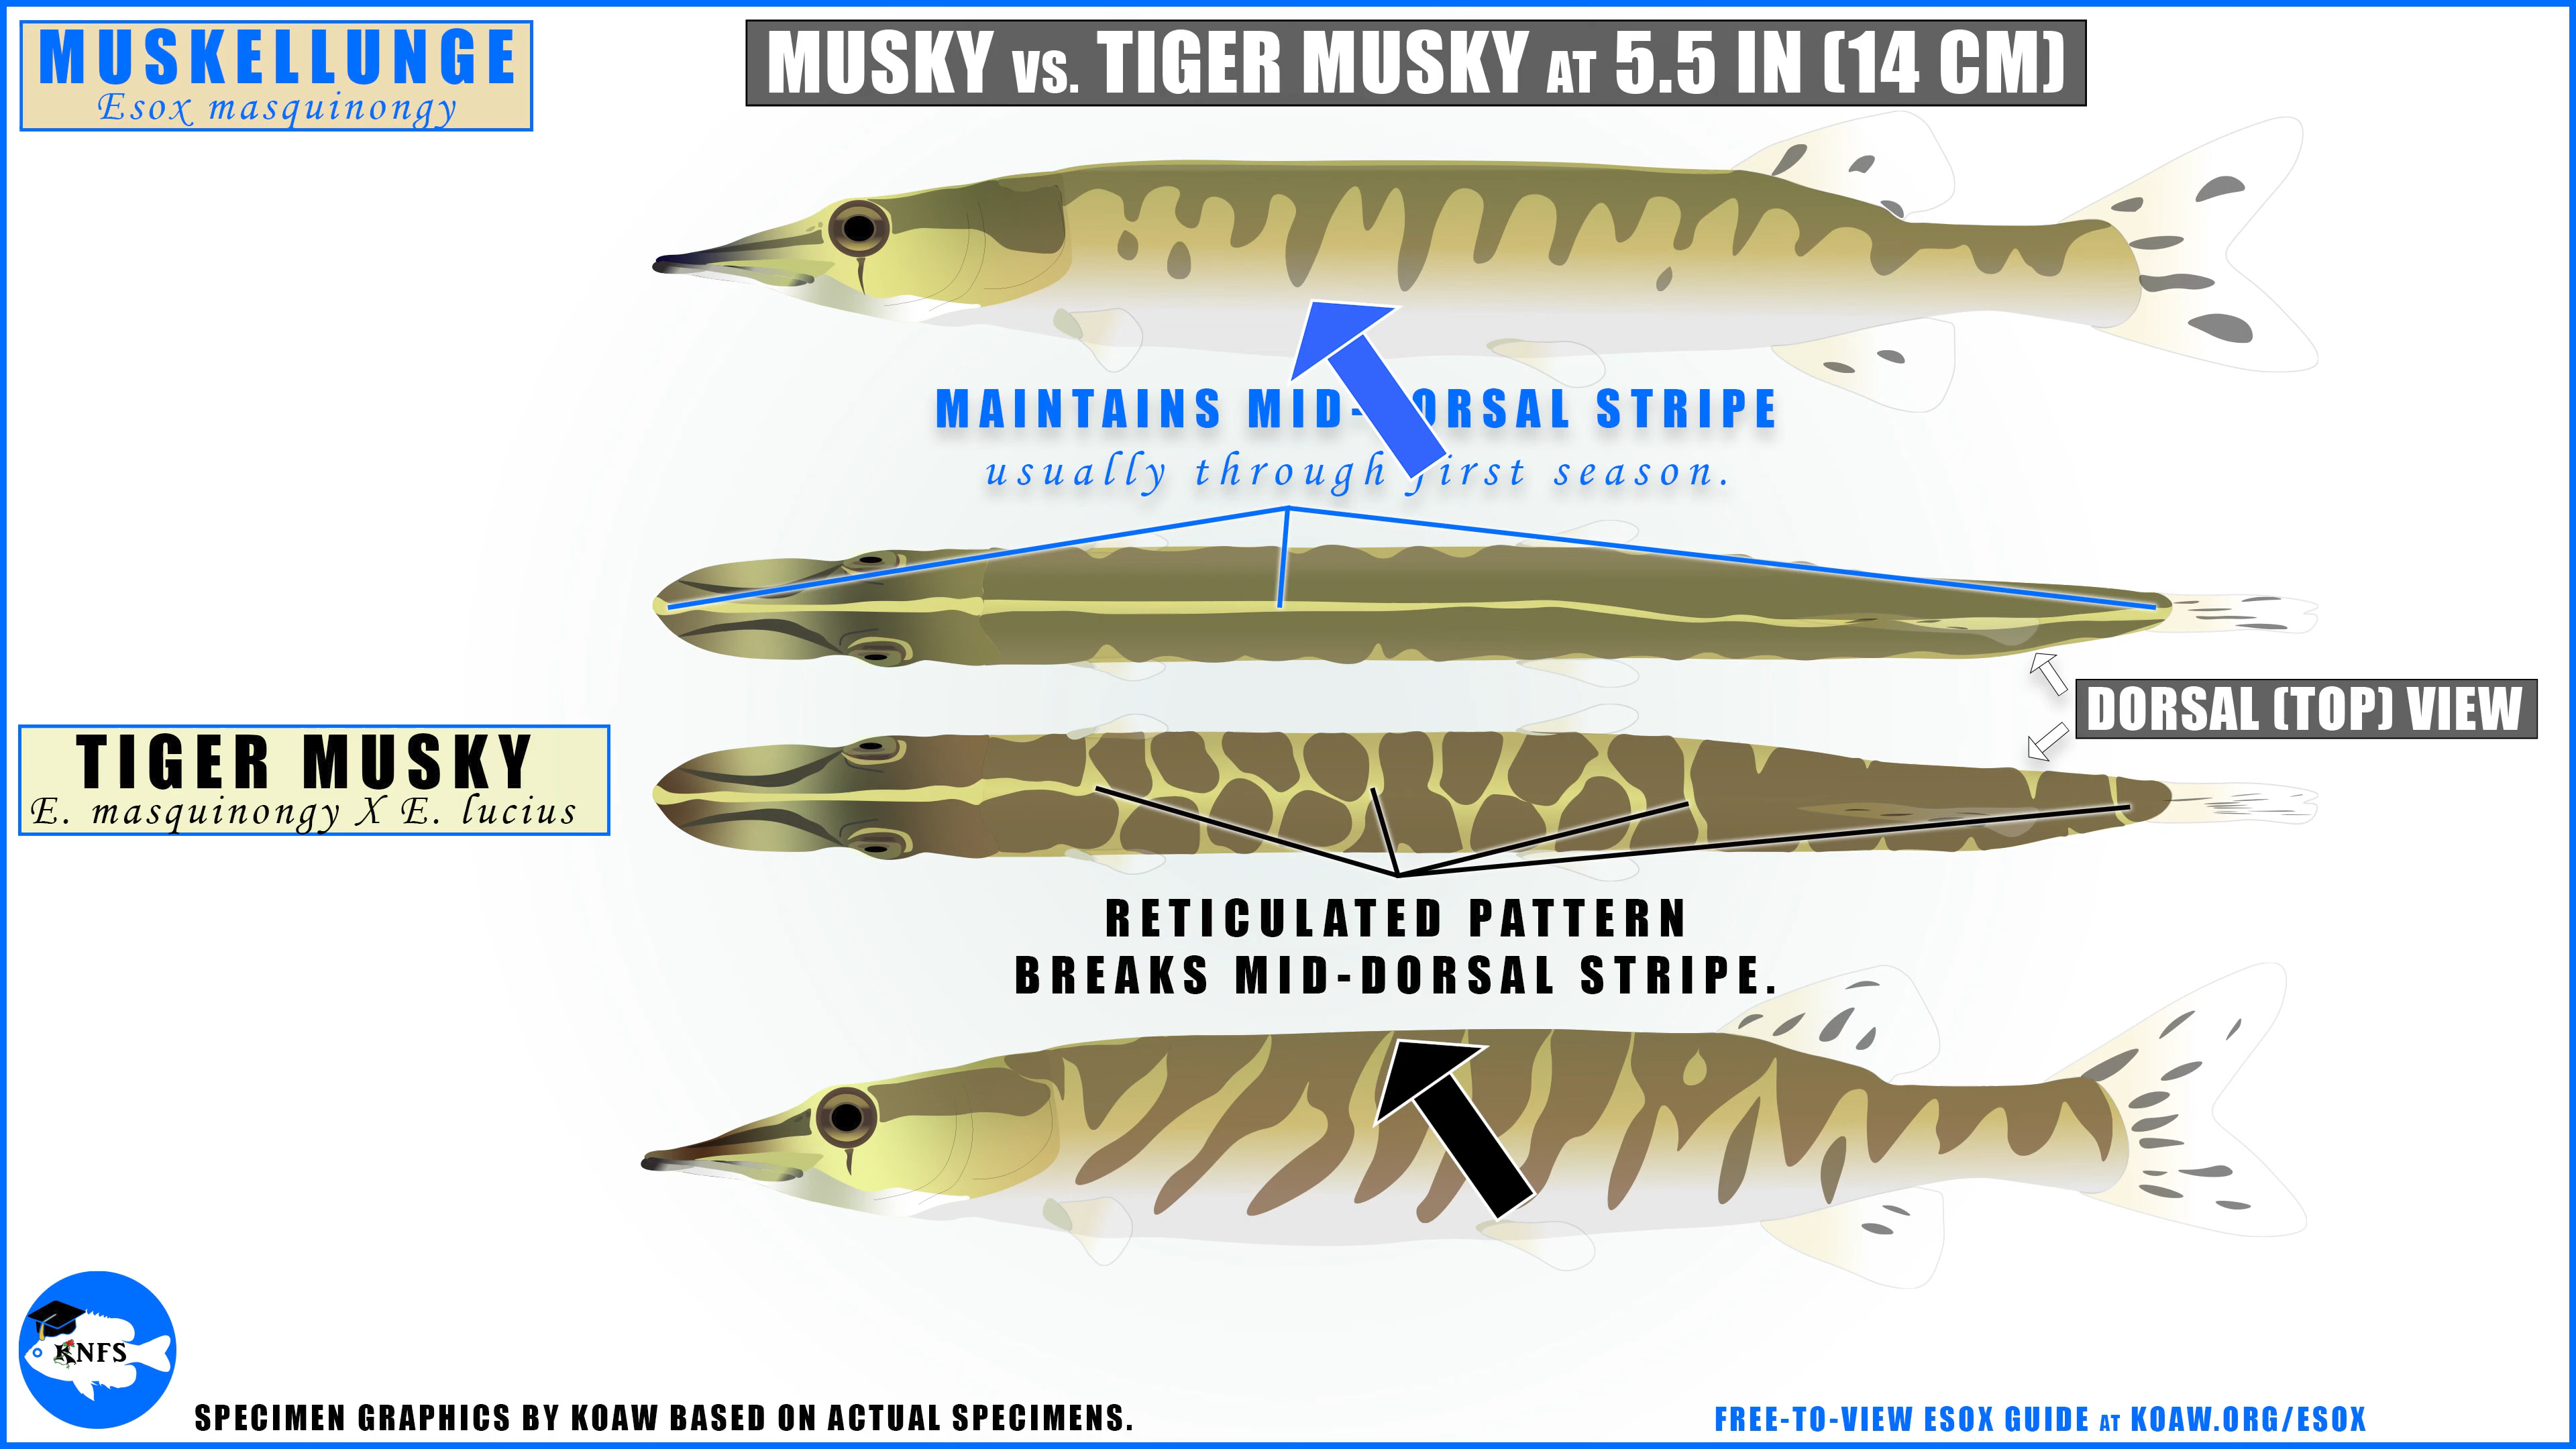 MUSKELLUNGE
Esox masquinongy
MUSKY VS. TIGER MUSKY AT 5.5 IN (14 CM)
MAINTAINS MID-DORSAL STRIPE
usually through first season.
DORSAL (TOP) VIEW
TIGER MUSKY
E. masquinongy X E. lucius
RETICULATED PATTERN
BREAKS MID-DORSAL STRIPE.
KNFS
SPECIMEN GRAPHICS BY KOAW BASED ON ACTUAL SPECIMENS.
FREE-TO-VIEW ESOX GUIDE AT KOAW.ORG/ESOX